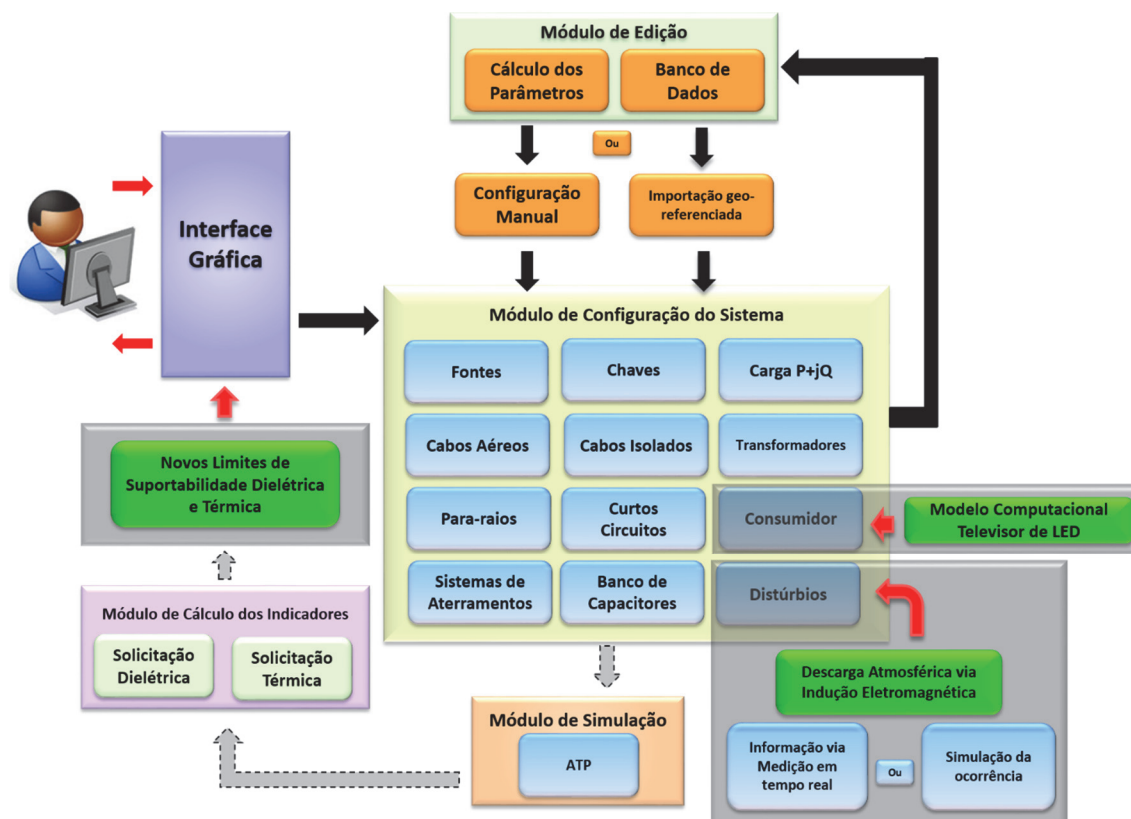 Módulo de Edição
Cálculo dos
Parâmetros
Banco de
Dados
Ou
Configuração
Manual
Importação geo-
referenciada
Interface
Gráfica
Módulo de Configuração do Sistema
Fontes
Chaves
Carga P+jQ
Cabos Aéreos
Cabos Isolados
Transformadores
Para-raios
Curtos
Circuitos
Consumidor
Sistemas de
Aterramentos
Banco de
Capacitores
Distúrbios
Modelo Computacional
Televisor de LED
Novos Limites de
Suportabilidade Dielétrica
e Térmica
Módulo de Cálculo dos Indicadores
Solicitação
Dielétrica
Solicitação
Térmica
Módulo de Simulação
ATP
Descarga Atmosférica via
Indução Eletromagnética
Informação via
Medição em
tempo real
Ou
Simulação da
ocorrência